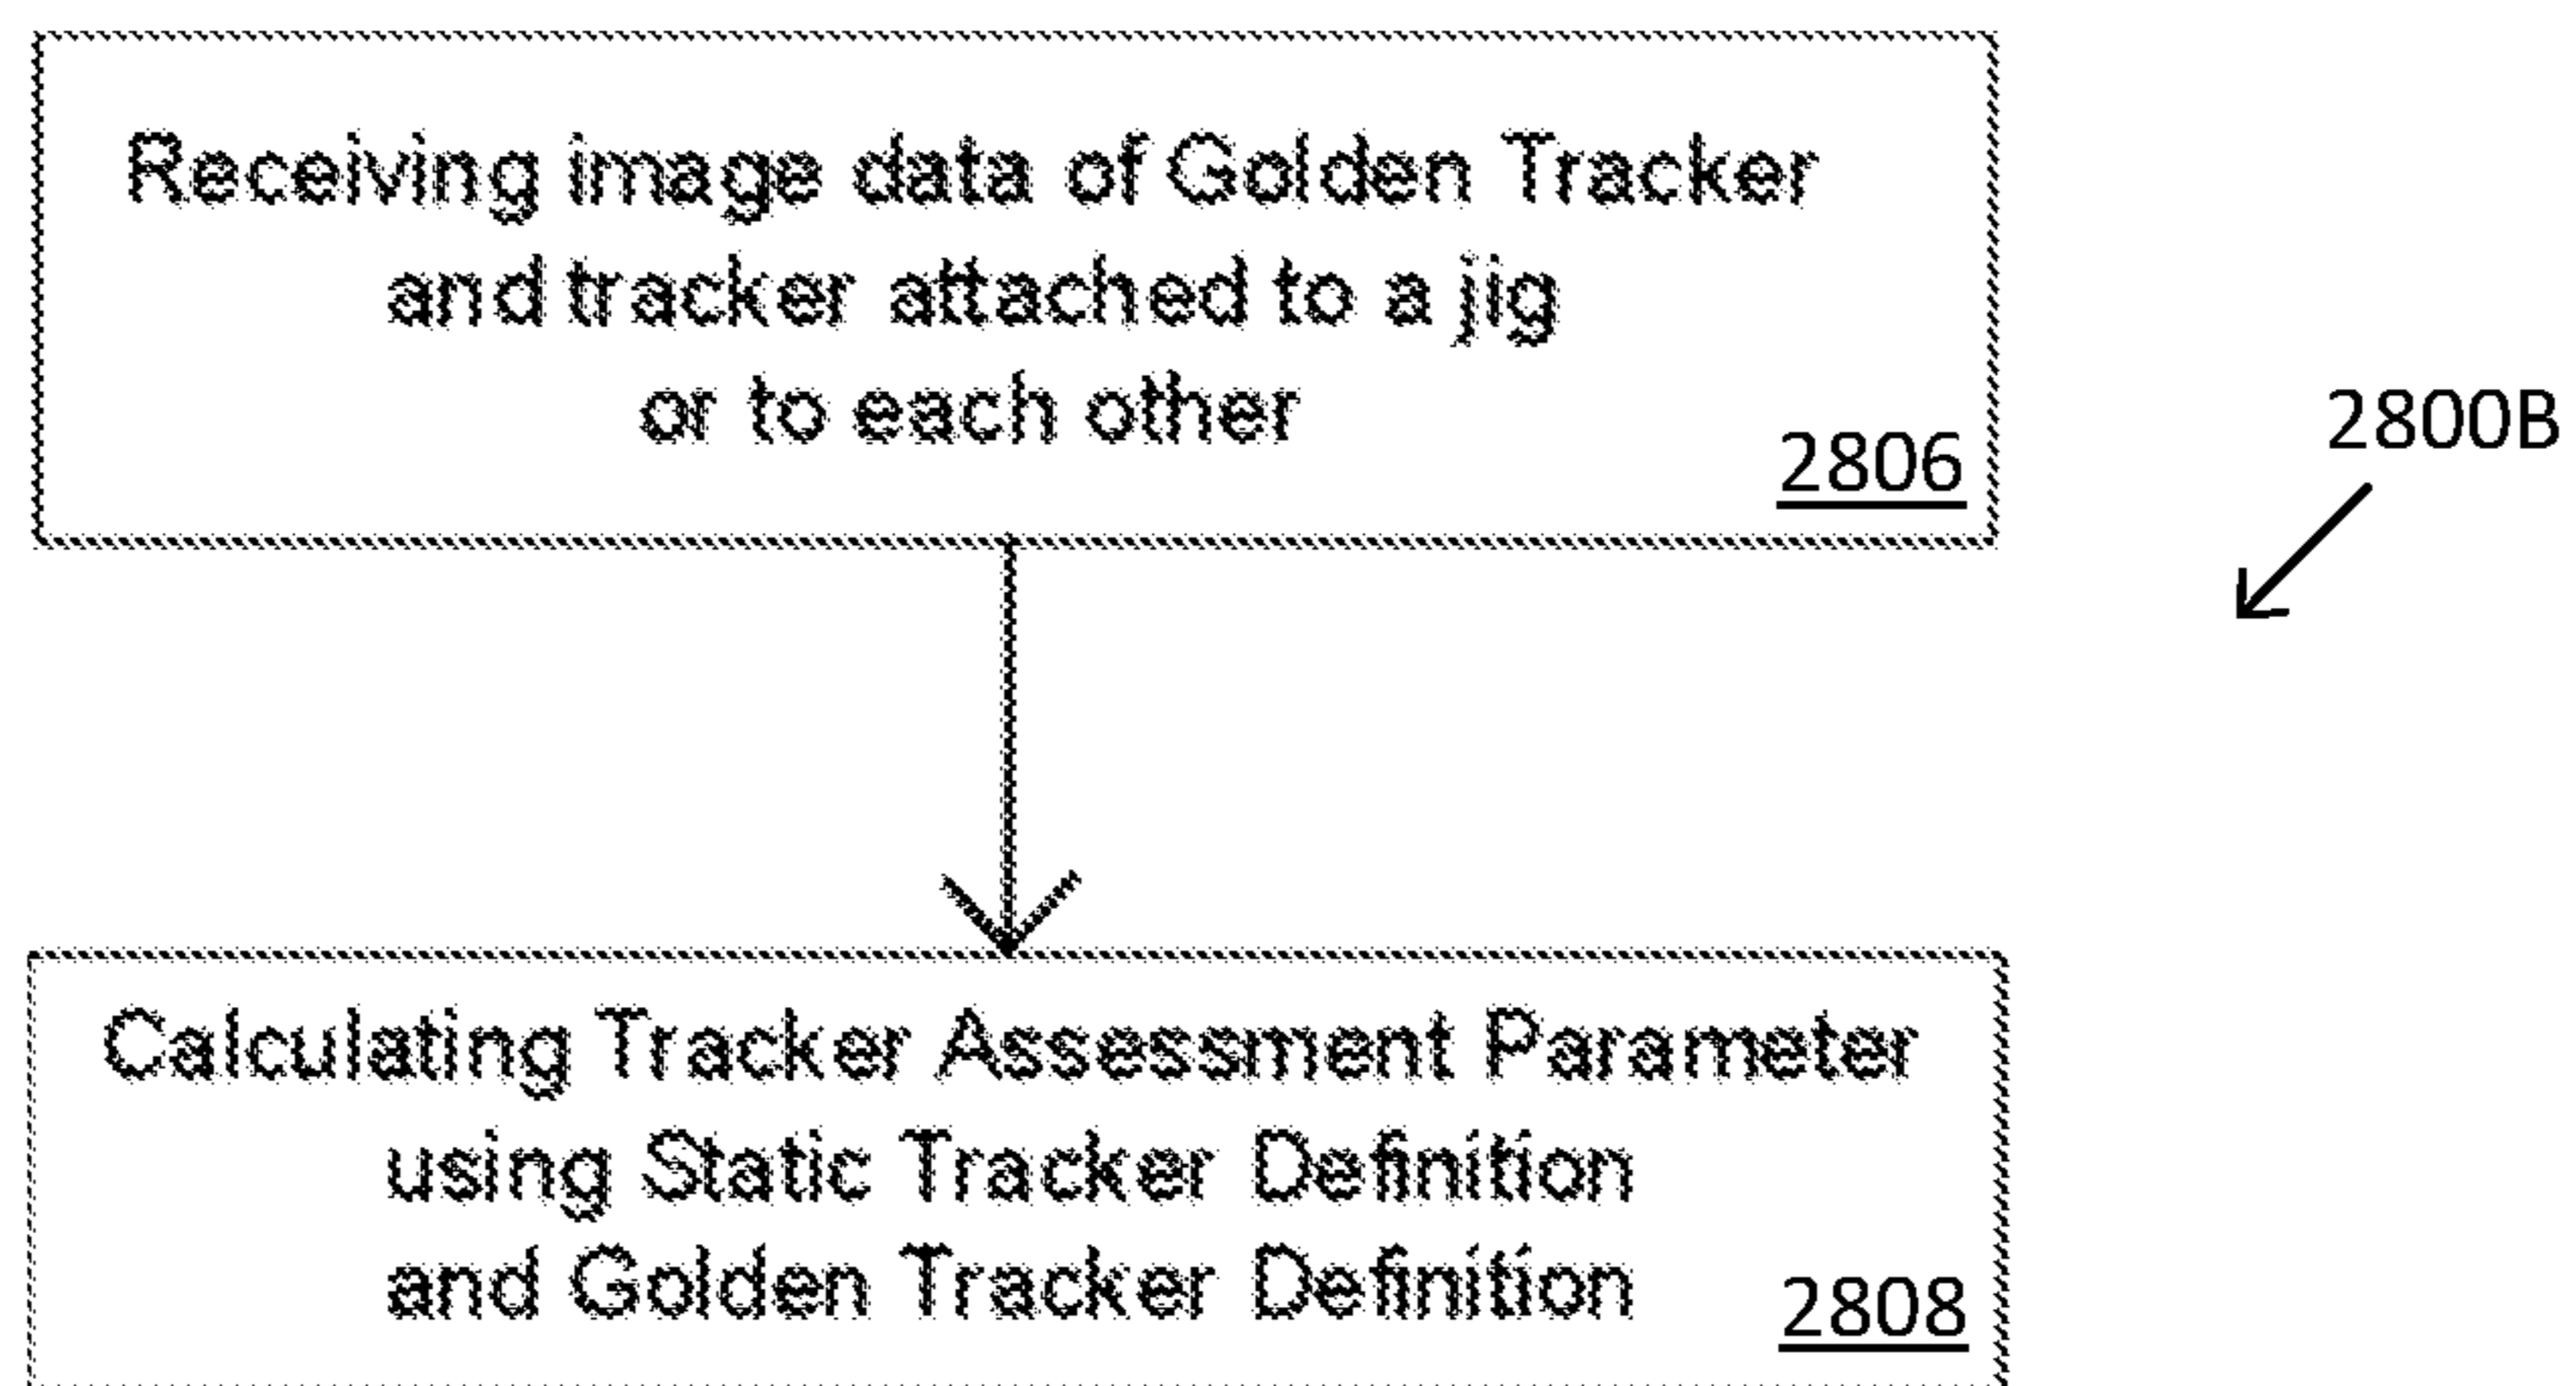 Receiving image data of Golden Tracker
and tracker attached to a jig
or to each other
2806
2800B
Calculating Tracker Assessment Parameter
using Static Tracker Definition
and Golden Tracker Definition
2808